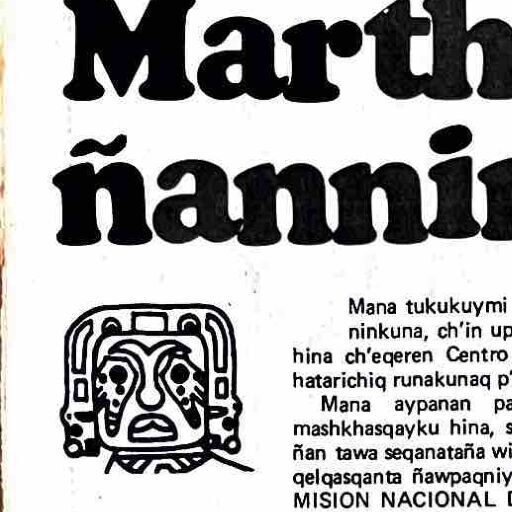 Marth
ñannin
Mana tukukuymi
ninkuna, ch'in up
hina ch'eqeren Centro
hatarichiq runakunaq p'
Mana aypanan pa
mashkhasqayku hina, s
ñan tawa seqanataña wi
qelqasqanta ñawpaqniy
MISION NACIONAL D